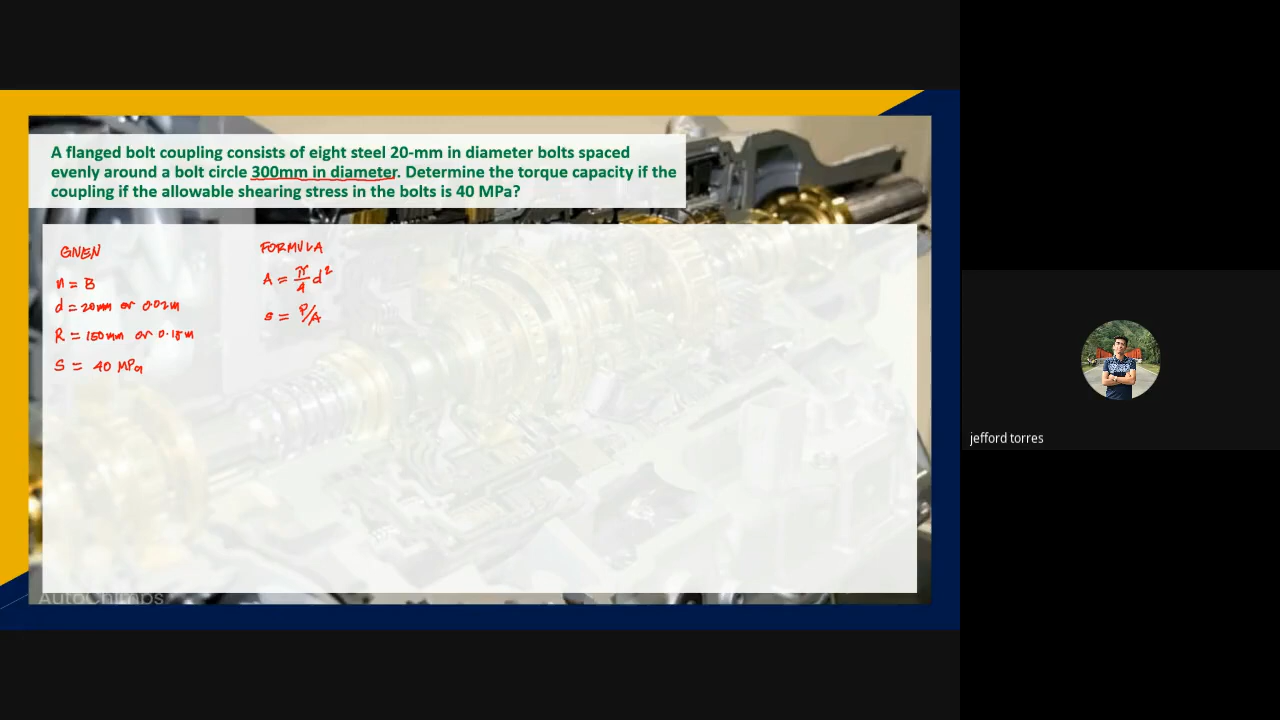 A flanged bolt coupling consists of eight steel 20-mm in diameter bolts spaced
evenly around a bolt circle 300mm in diameter. Determine the torque capacity if the
coupling if the allowable shearing stress in the bolts is 40 MPa?
GIVEN
n = 8
d = 20mm or 0.02m
R = 150mm or 0.15m
S = 40 MPa
FORMULA
A = π/4 d²
s = P/A
AutoChimps
jefford torres